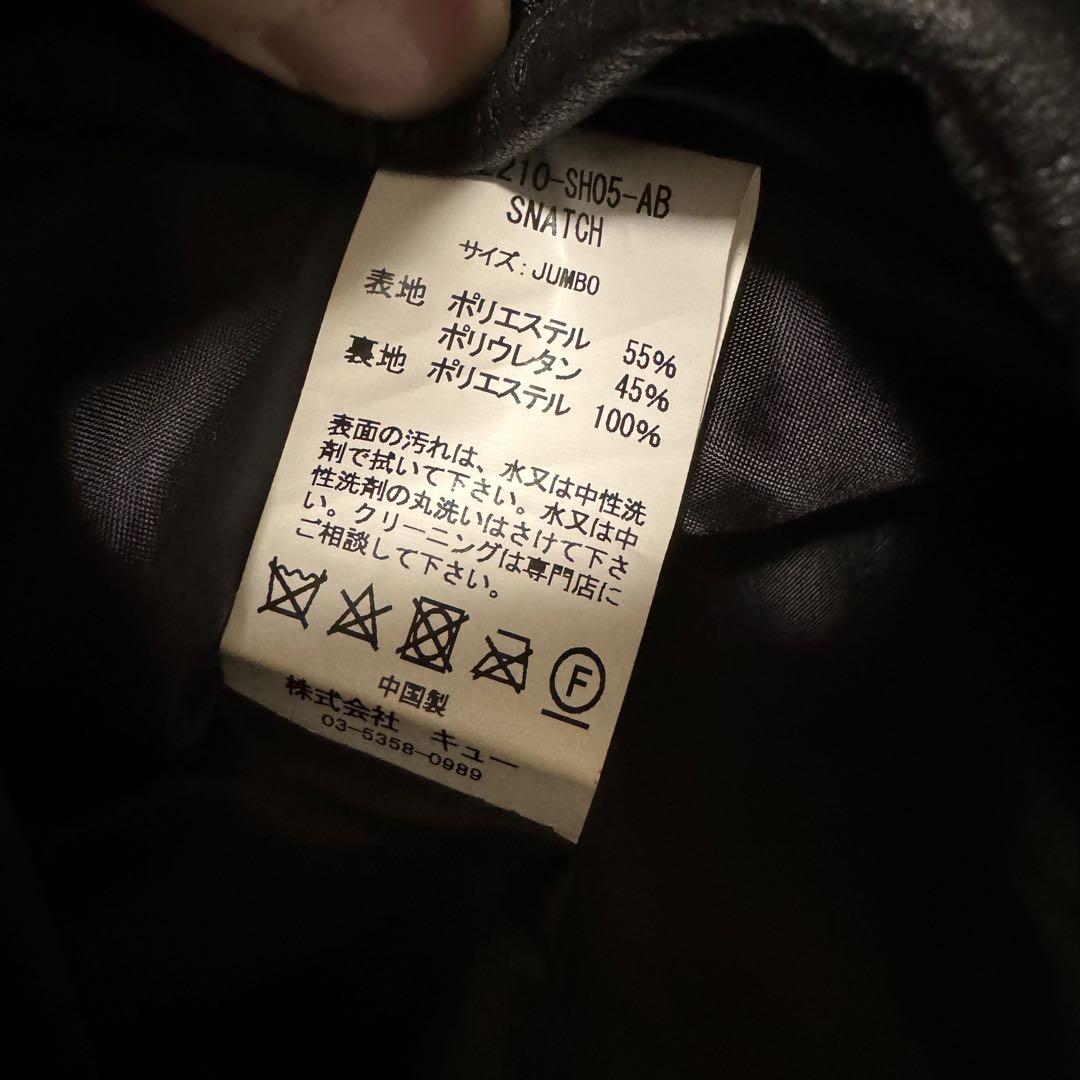 210-SH05-AB
SNATCH
サイズ：JUMBO
表地 ポリエステル 55%
ポリウレタン 45%
裏地 ポリエステル 100%
表面の汚れは、水又は中性洗
剤で拭いて下さい。水又は中
性洗剤の丸洗いはさけて下さ
い。クリーニングは専門店に
ご相談して下さい。
F
中国製
株式会社 キュー
03-5358-0989